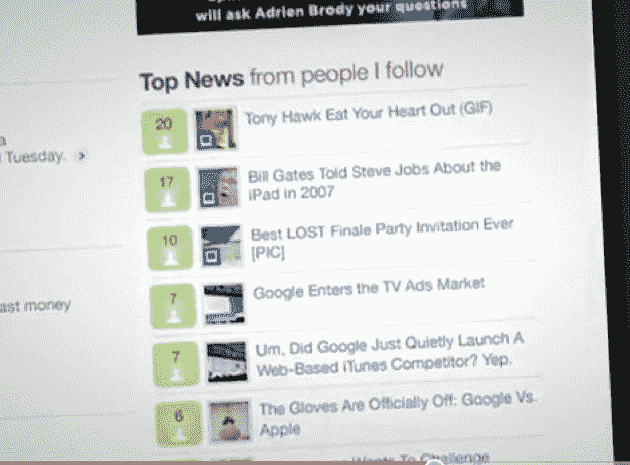 will ask Adrien Brody your questions
Top News from people I follow
20
Tony Hawk Eat Your Heart Out (GIF)
17
Bill Gates Told Steve Jobs About the
iPad in 2007
10
Best LOST Finale Party Invitation Ever
[PIC]
7
Google Enters the TV Ads Market
7
Um, Did Google Just Quietly Launch A
Web-Based iTunes Competitor? Yep.
6
The Gloves Are Officially Off: Google Vs.
Apple
Wants To Challenge
a
Tuesday.
ast money